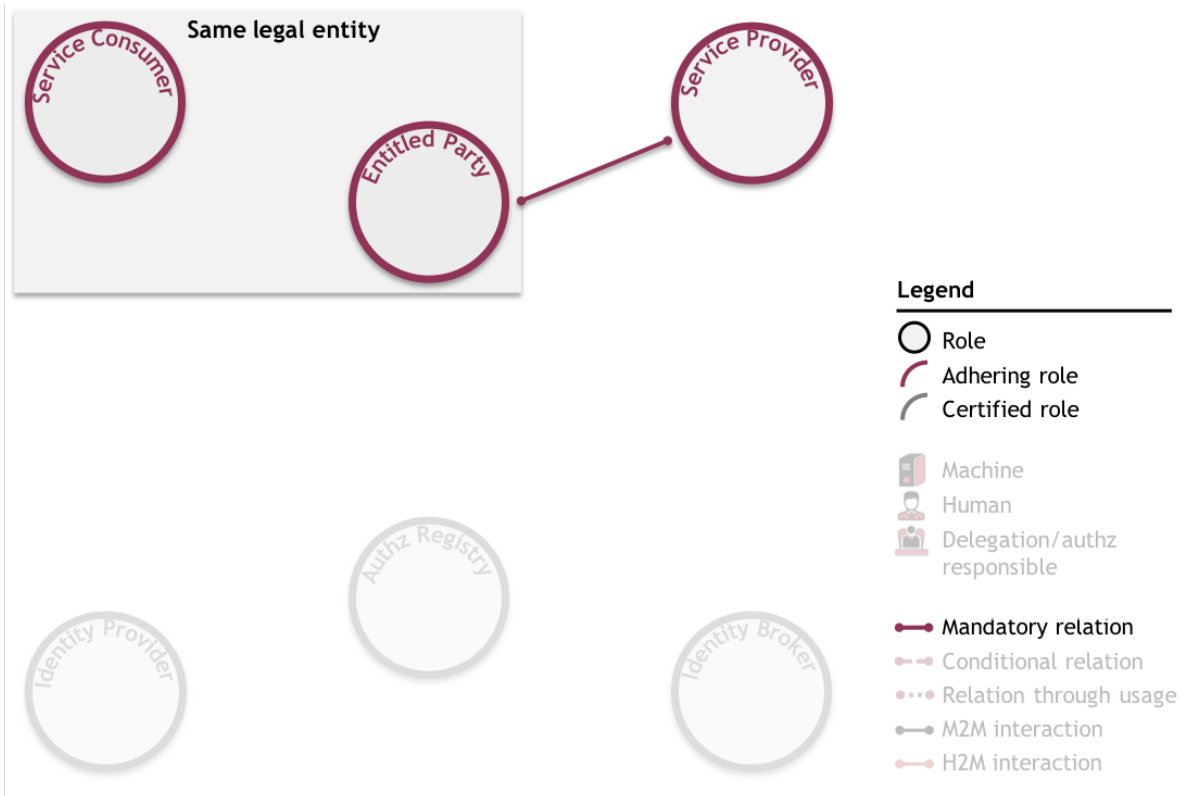 Same legal entity
Service Consumer
Service Provider
Entitled Party
Legend
Role
Adhering role
Certified role
Machine
Human
Delegation/authz
responsible
Authz Registry
Identity Provider
Identity Broker
Mandatory relation
Conditional relation
Relation through usage
M2M interaction
H2M interaction